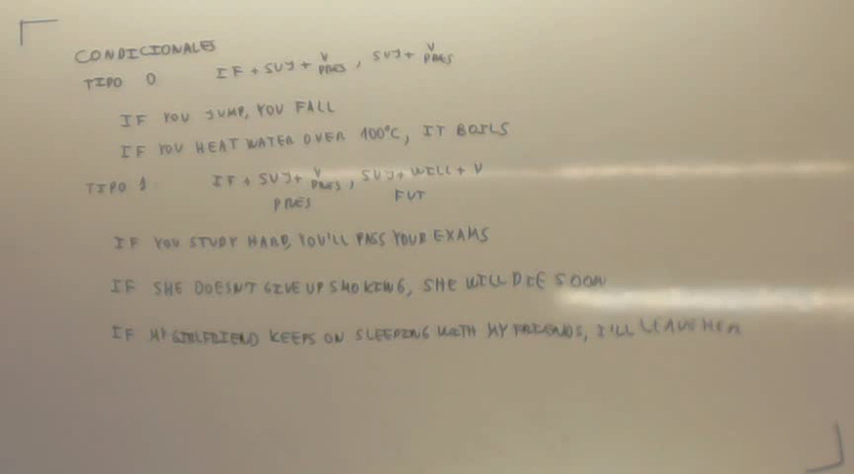 CONDICIONALES
TIPO 0 IF + SUJ + V PRES, SUJ + V PRES
IF YOU JUMP, YOU FALL
IF YOU HEAT WATER OVER 100°C, IT BOILS
TIPO 1 IF + SUJ + V PRES, SUJ + WILL + V
PRES FUT
IF YOU STUDY HARD, YOU'LL PASS YOUR EXAMS
IF SHE DOESN'T GIVE UP SMOKING, SHE WILL DIE SOON
IF MY GIRLFRIEND KEEPS ON SLEEPING WITH MY FRIENDS, I'LL LEAVE HER